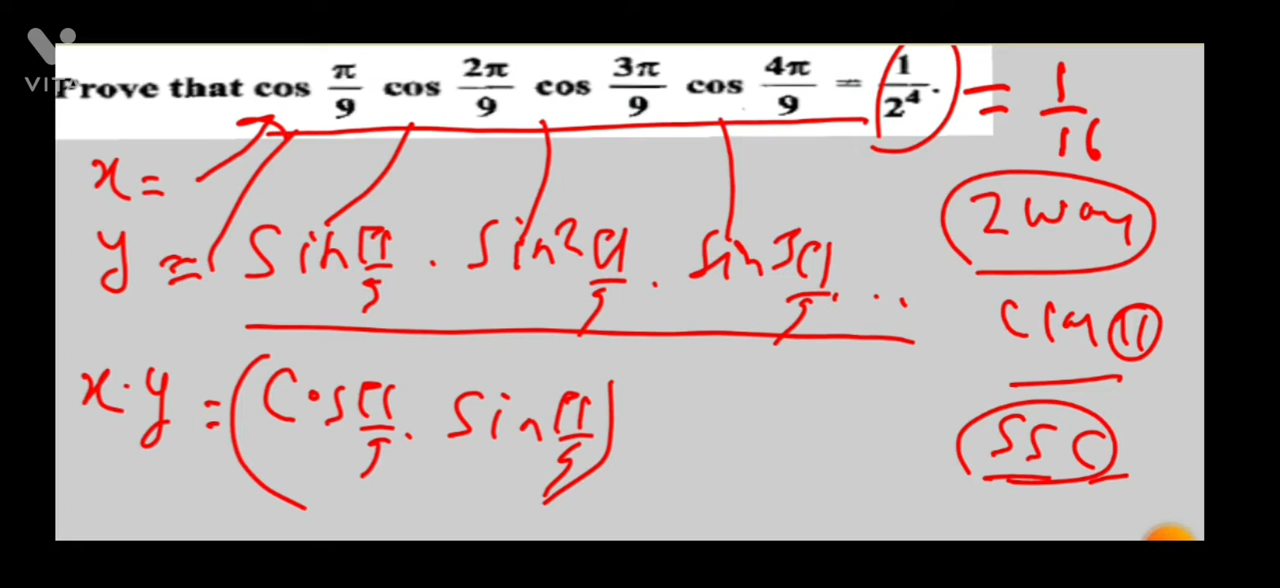 VITA
Prove that cos π/9 cos 2π/9 cos 3π/9 cos 4π/9 = 1/2⁴. = 1/16
x =
2 way
y = Sin π/9 . Sin 2π/9 . Sin 3π/9 . ..
11
x.y = (Cos π/9 . Sin π/9)
SSC